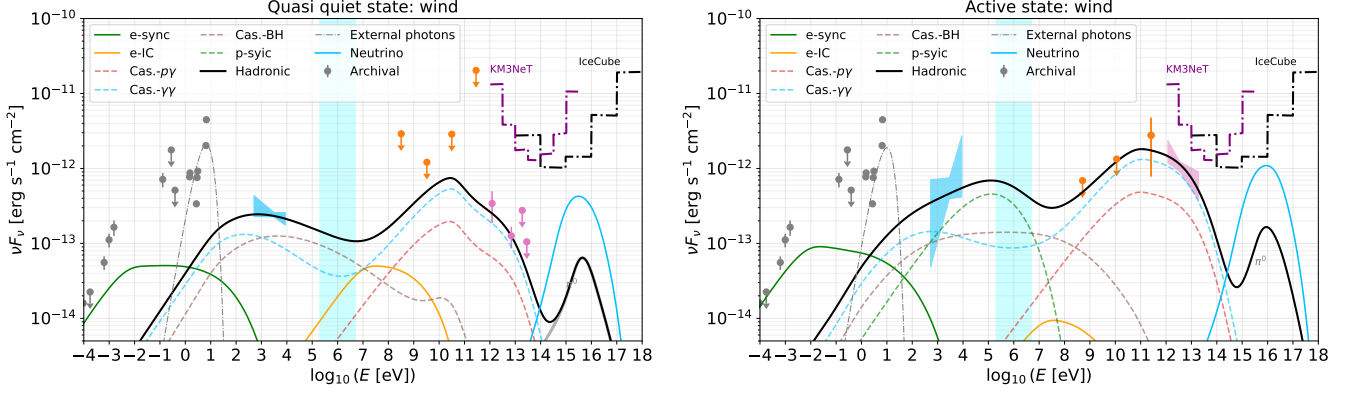 Quasi quiet state: wind
e-sync
e-IC
Cas.-pγ
Cas.-γγ
Cas.-BH
p-syic
Hadronic
External photons
Neutrino
Archival
KM3NeT
IceCube
π⁰
10⁻¹⁰
10⁻¹¹
10⁻¹²
10⁻¹³
10⁻¹⁴
νFν [erg s⁻¹ cm⁻²]
−4 −3 −2 −1 0 1 2 3 4 5 6 7 8 9 10 11 12 13 14 15 16 17 18
log₁₀ (E [eV])
Active state: wind
e-sync
e-IC
Cas.-pγ
Cas.-γγ
Cas.-BH
p-syic
Hadronic
External photons
Neutrino
Archival
KM3NeT
IceCube
π⁰
10⁻¹⁰
10⁻¹¹
10⁻¹²
10⁻¹³
10⁻¹⁴
νFν [erg s⁻¹ cm⁻²]
−4 −3 −2 −1 0 1 2 3 4 5 6 7 8 9 10 11 12 13 14 15 16 17 18
log₁₀ (E [eV])